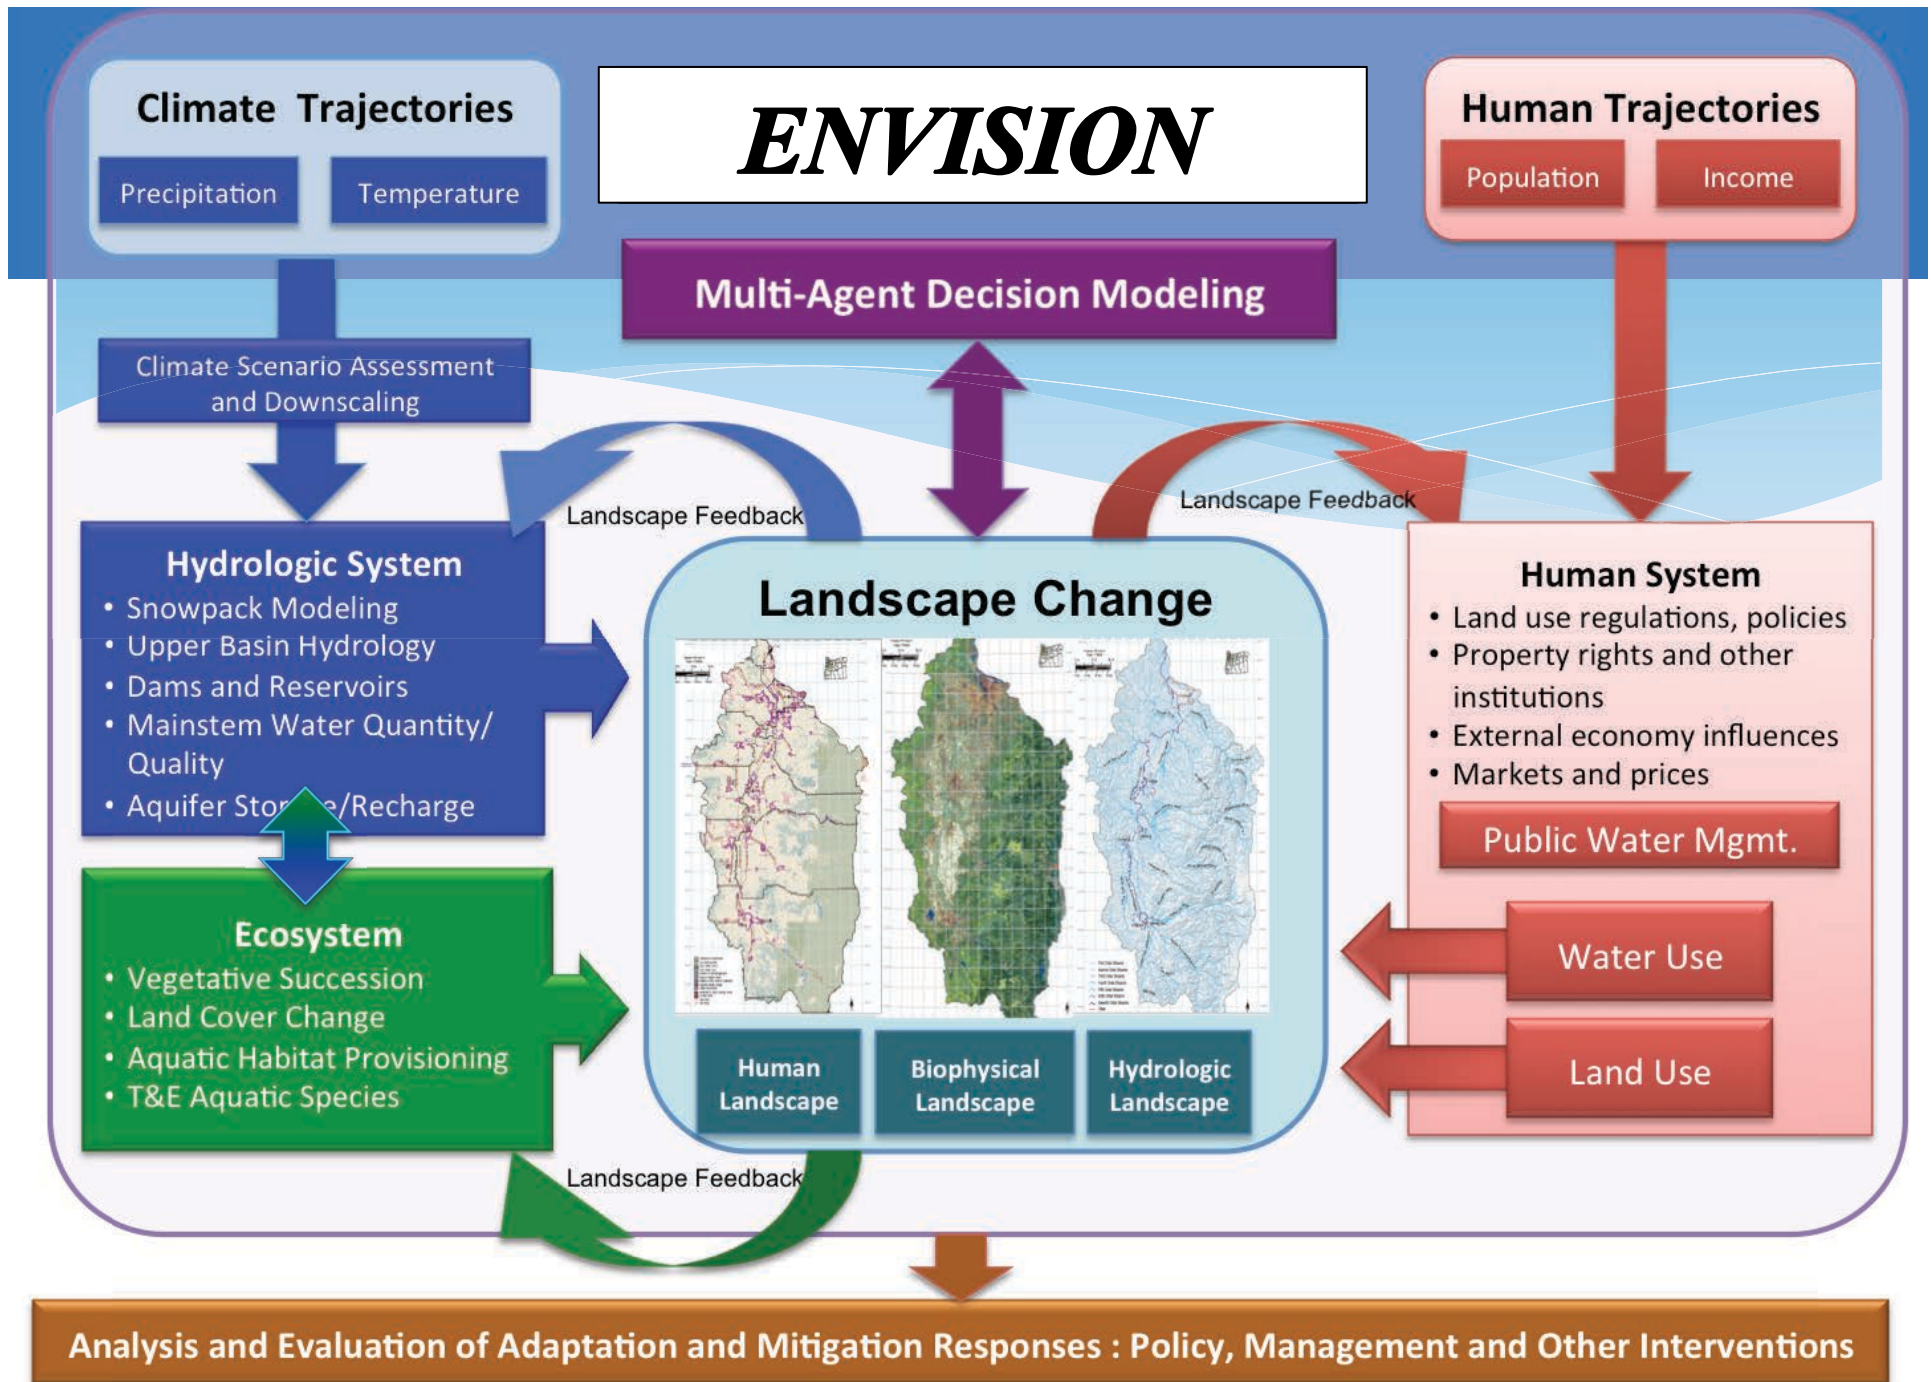 Climate Trajectories
Precipitation
Temperature
ENVISION
Human Trajectories
Population
Income
Multi-Agent Decision Modeling
Climate Scenario Assessment
and Downscaling
Landscape Feedback
Landscape Feedback
Hydrologic System
• Snowpack Modeling
• Upper Basin Hydrology
• Dams and Reservoirs
• Mainstem Water Quantity/
Quality
• Aquifer Storage/Recharge
Landscape Change
Human
Landscape
Biophysical
Landscape
Hydrologic
Landscape
Human System
• Land use regulations, policies
• Property rights and other
institutions
• External economy influences
• Markets and prices
Public Water Mgmt.
Water Use
Land Use
Ecosystem
• Vegetative Succession
• Land Cover Change
• Aquatic Habitat Provisioning
• T&E Aquatic Species
Landscape Feedback
Analysis and Evaluation of Adaptation and Mitigation Responses : Policy, Management and Other Interventions